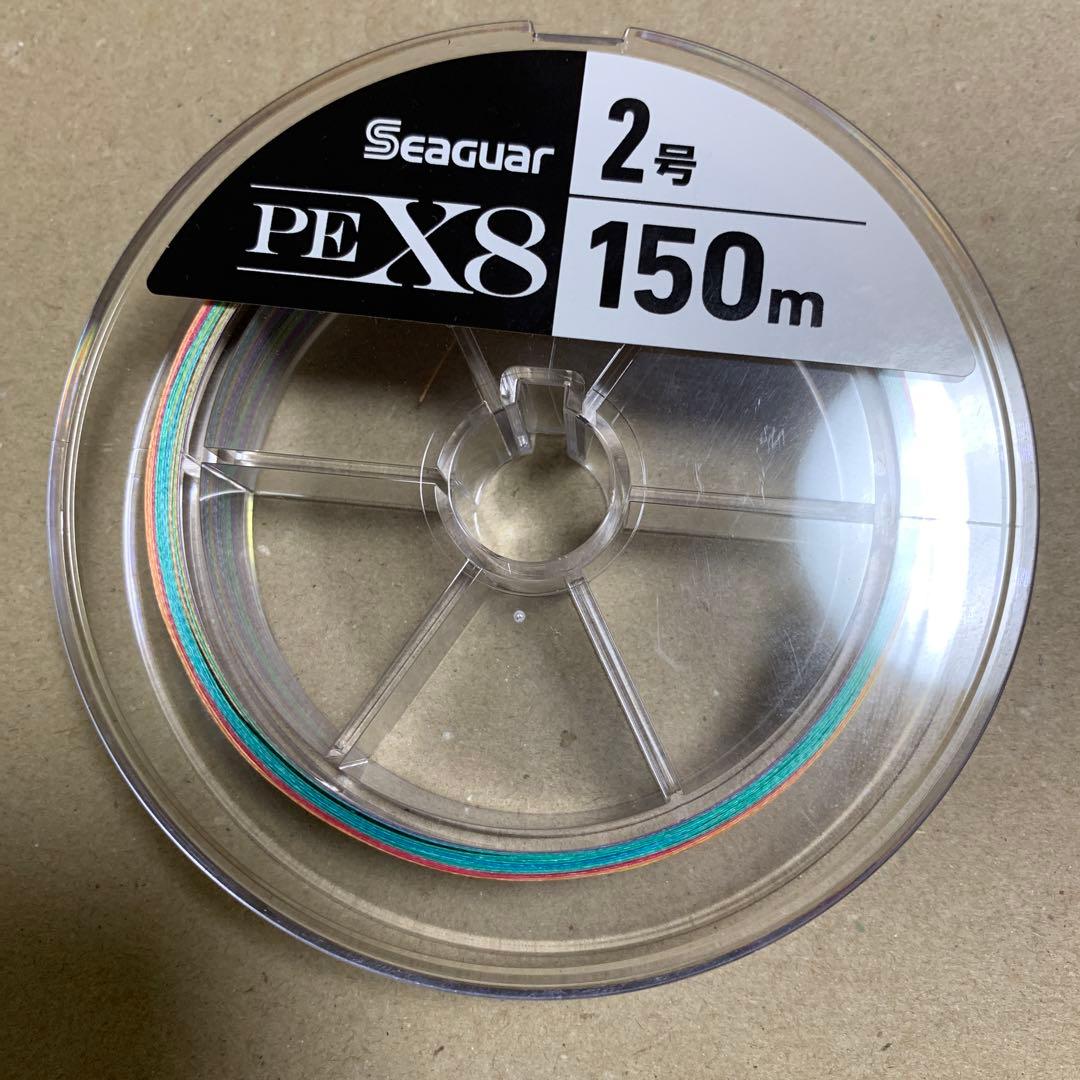 Seaguar
PE X8
2号
150m